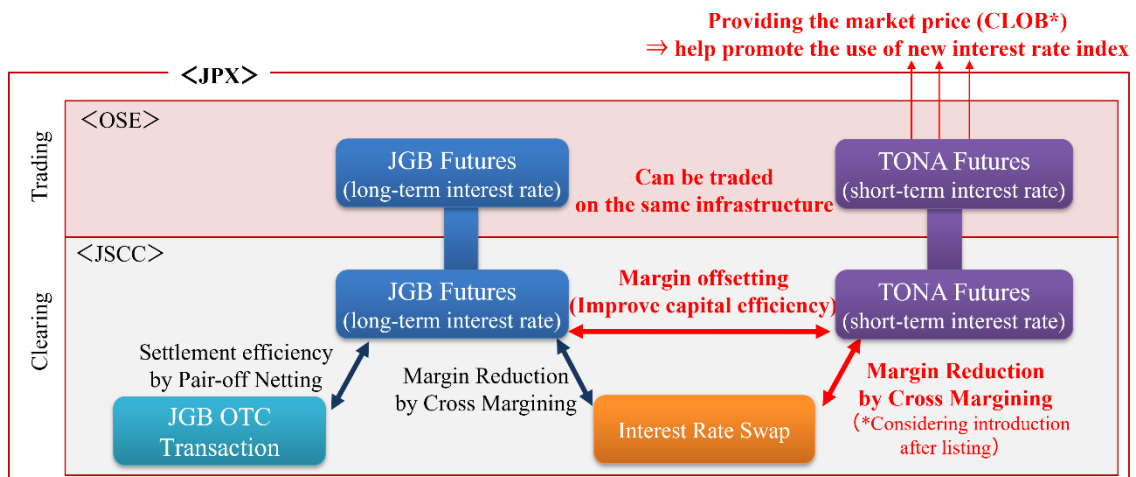 Providing the market price (CLOB*)
⇒ help promote the use of new interest rate index
＜JPX＞
Trading
＜OSE＞
JGB Futures
(long-term interest rate)
Can be traded
on the same infrastructure
TONA Futures
(short-term interest rate)
Clearing
＜JSCC＞
JGB Futures
(long-term interest rate)
Margin offsetting
(Improve capital efficiency)
TONA Futures
(short-term interest rate)
Settlement efficiency
by Pair-off Netting
Margin Reduction
by Cross Margining
Margin Reduction
by Cross Margining
（*Considering introduction
after listing）
JGB OTC
Transaction
Interest Rate Swap